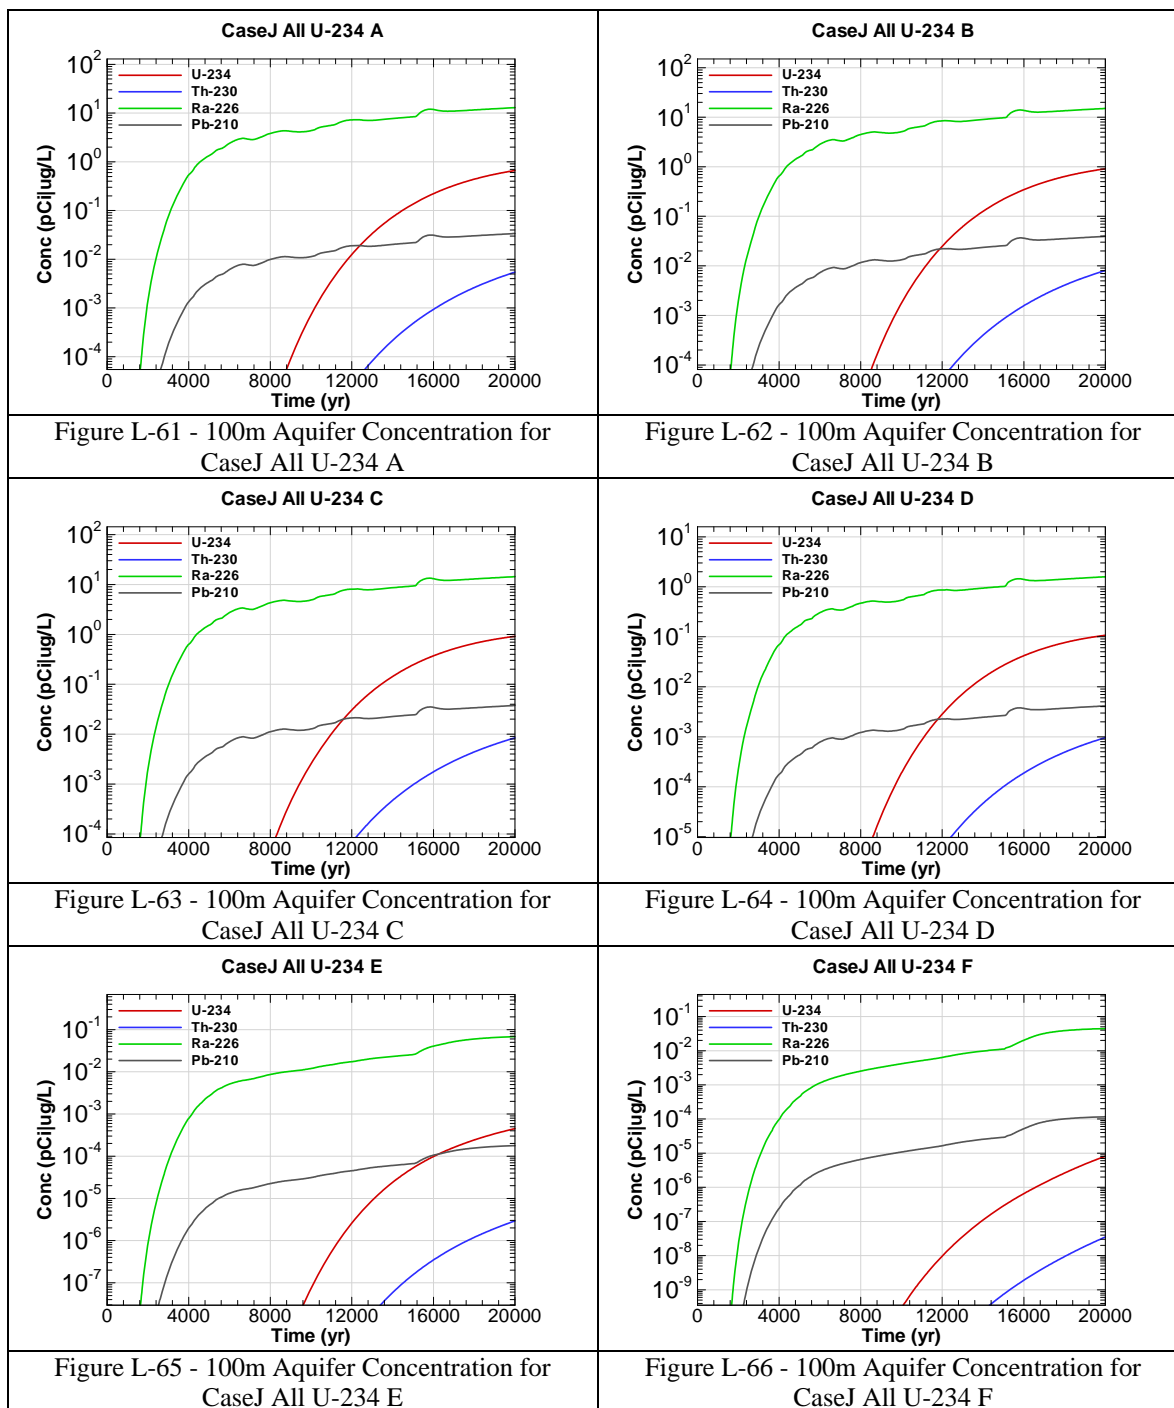 CaseJ All U-234 A
U-234
Th-230
Ra-226
Pb-210
Conc (pCi|ug/L)
10^2
10^1
10^0
10^-1
10^-2
10^-3
10^-4
0 4000 8000 12000 16000 20000
Time (yr)
Figure L-61 - 100m Aquifer Concentration for
CaseJ All U-234 A
CaseJ All U-234 B
U-234
Th-230
Ra-226
Pb-210
Conc (pCi|ug/L)
10^2
10^1
10^0
10^-1
10^-2
10^-3
10^-4
0 4000 8000 12000 16000 20000
Time (yr)
Figure L-62 - 100m Aquifer Concentration for
CaseJ All U-234 B
CaseJ All U-234 C
U-234
Th-230
Ra-226
Pb-210
Conc (pCi|ug/L)
10^2
10^1
10^0
10^-1
10^-2
10^-3
10^-4
0 4000 8000 12000 16000 20000
Time (yr)
Figure L-63 - 100m Aquifer Concentration for
CaseJ All U-234 C
CaseJ All U-234 D
U-234
Th-230
Ra-226
Pb-210
Conc (pCi|ug/L)
10^1
10^0
10^-1
10^-2
10^-3
10^-4
10^-5
0 4000 8000 12000 16000 20000
Time (yr)
Figure L-64 - 100m Aquifer Concentration for
CaseJ All U-234 D
CaseJ All U-234 E
U-234
Th-230
Ra-226
Pb-210
Conc (pCi|ug/L)
10^-1
10^-2
10^-3
10^-4
10^-5
10^-6
10^-7
0 4000 8000 12000 16000 20000
Time (yr)
Figure L-65 - 100m Aquifer Concentration for
CaseJ All U-234 E
CaseJ All U-234 F
U-234
Th-230
Ra-226
Pb-210
Conc (pCi|ug/L)
10^-1
10^-2
10^-3
10^-4
10^-5
10^-6
10^-7
10^-8
10^-9
0 4000 8000 12000 16000 20000
Time (yr)
Figure L-66 - 100m Aquifer Concentration for
CaseJ All U-234 F